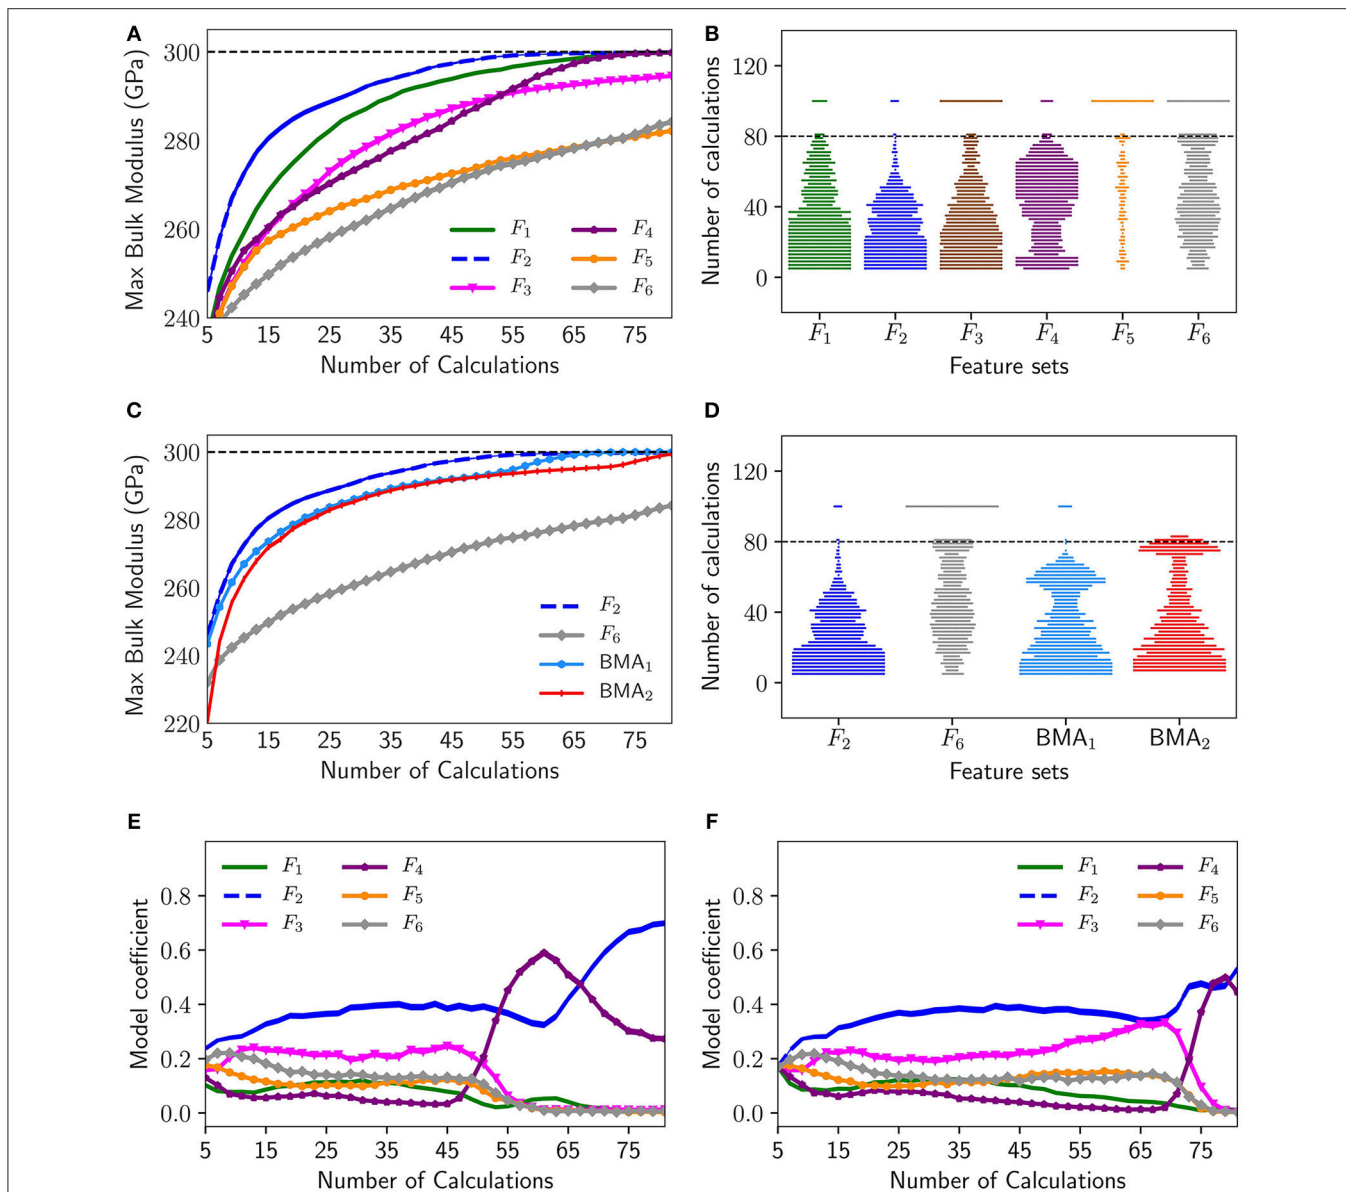 A
Max Bulk Modulus (GPa)
300
280
260
240
5 15 25 35 45 55 65 75
Number of Calculations
F1 F4
F2 F5
F3 F6
B
Number of calculations
120
80
40
0
F1 F2 F3 F4 F5 F6
Feature sets
C
Max Bulk Modulus (GPa)
300
280
260
240
220
5 15 25 35 45 55 65 75
Number of Calculations
F2
F6
BMA1
BMA2
D
Number of calculations
120
80
40
0
F2 F6 BMA1 BMA2
Feature sets
E
Model coefficient
0.8
0.6
0.4
0.2
0.0
5 15 25 35 45 55 65 75
Number of Calculations
F1 F4
F2 F5
F3 F6
F
Model coefficient
0.8
0.6
0.4
0.2
0.0
5 15 25 35 45 55 65 75
Number of Calculations
F1 F4
F2 F5
F3 F6